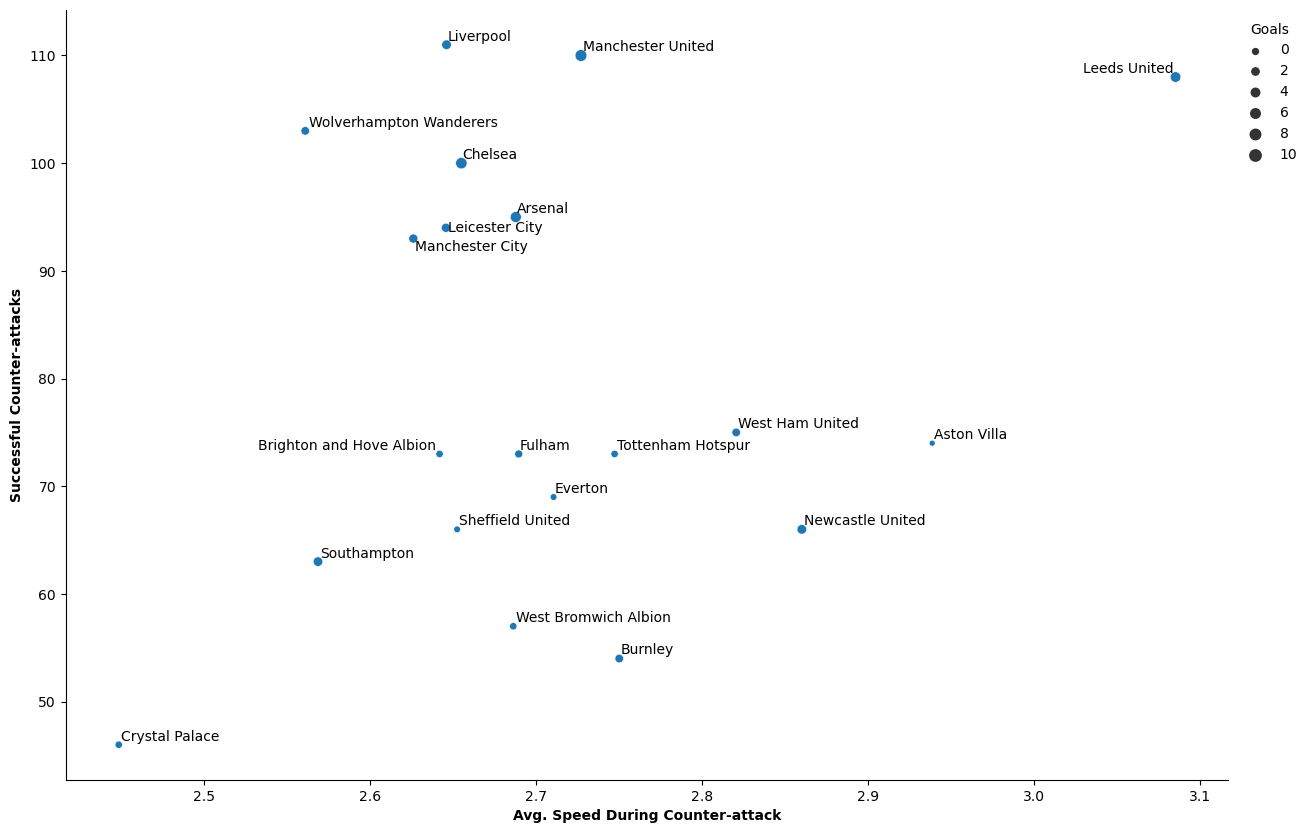 Goals
0
2
4
6
8
10
Liverpool
Manchester United
Leeds United
Wolverhampton Wanderers
Chelsea
Arsenal
Leicester City
Manchester City
West Ham United
Aston Villa
Brighton and Hove Albion
Fulham
Tottenham Hotspur
Everton
Sheffield United
Newcastle United
Southampton
West Bromwich Albion
Burnley
Crystal Palace
110
100
90
80
70
60
50
Successful Counter-attacks
2.5
2.6
2.7
2.8
2.9
3.0
3.1
Avg. Speed During Counter-attack